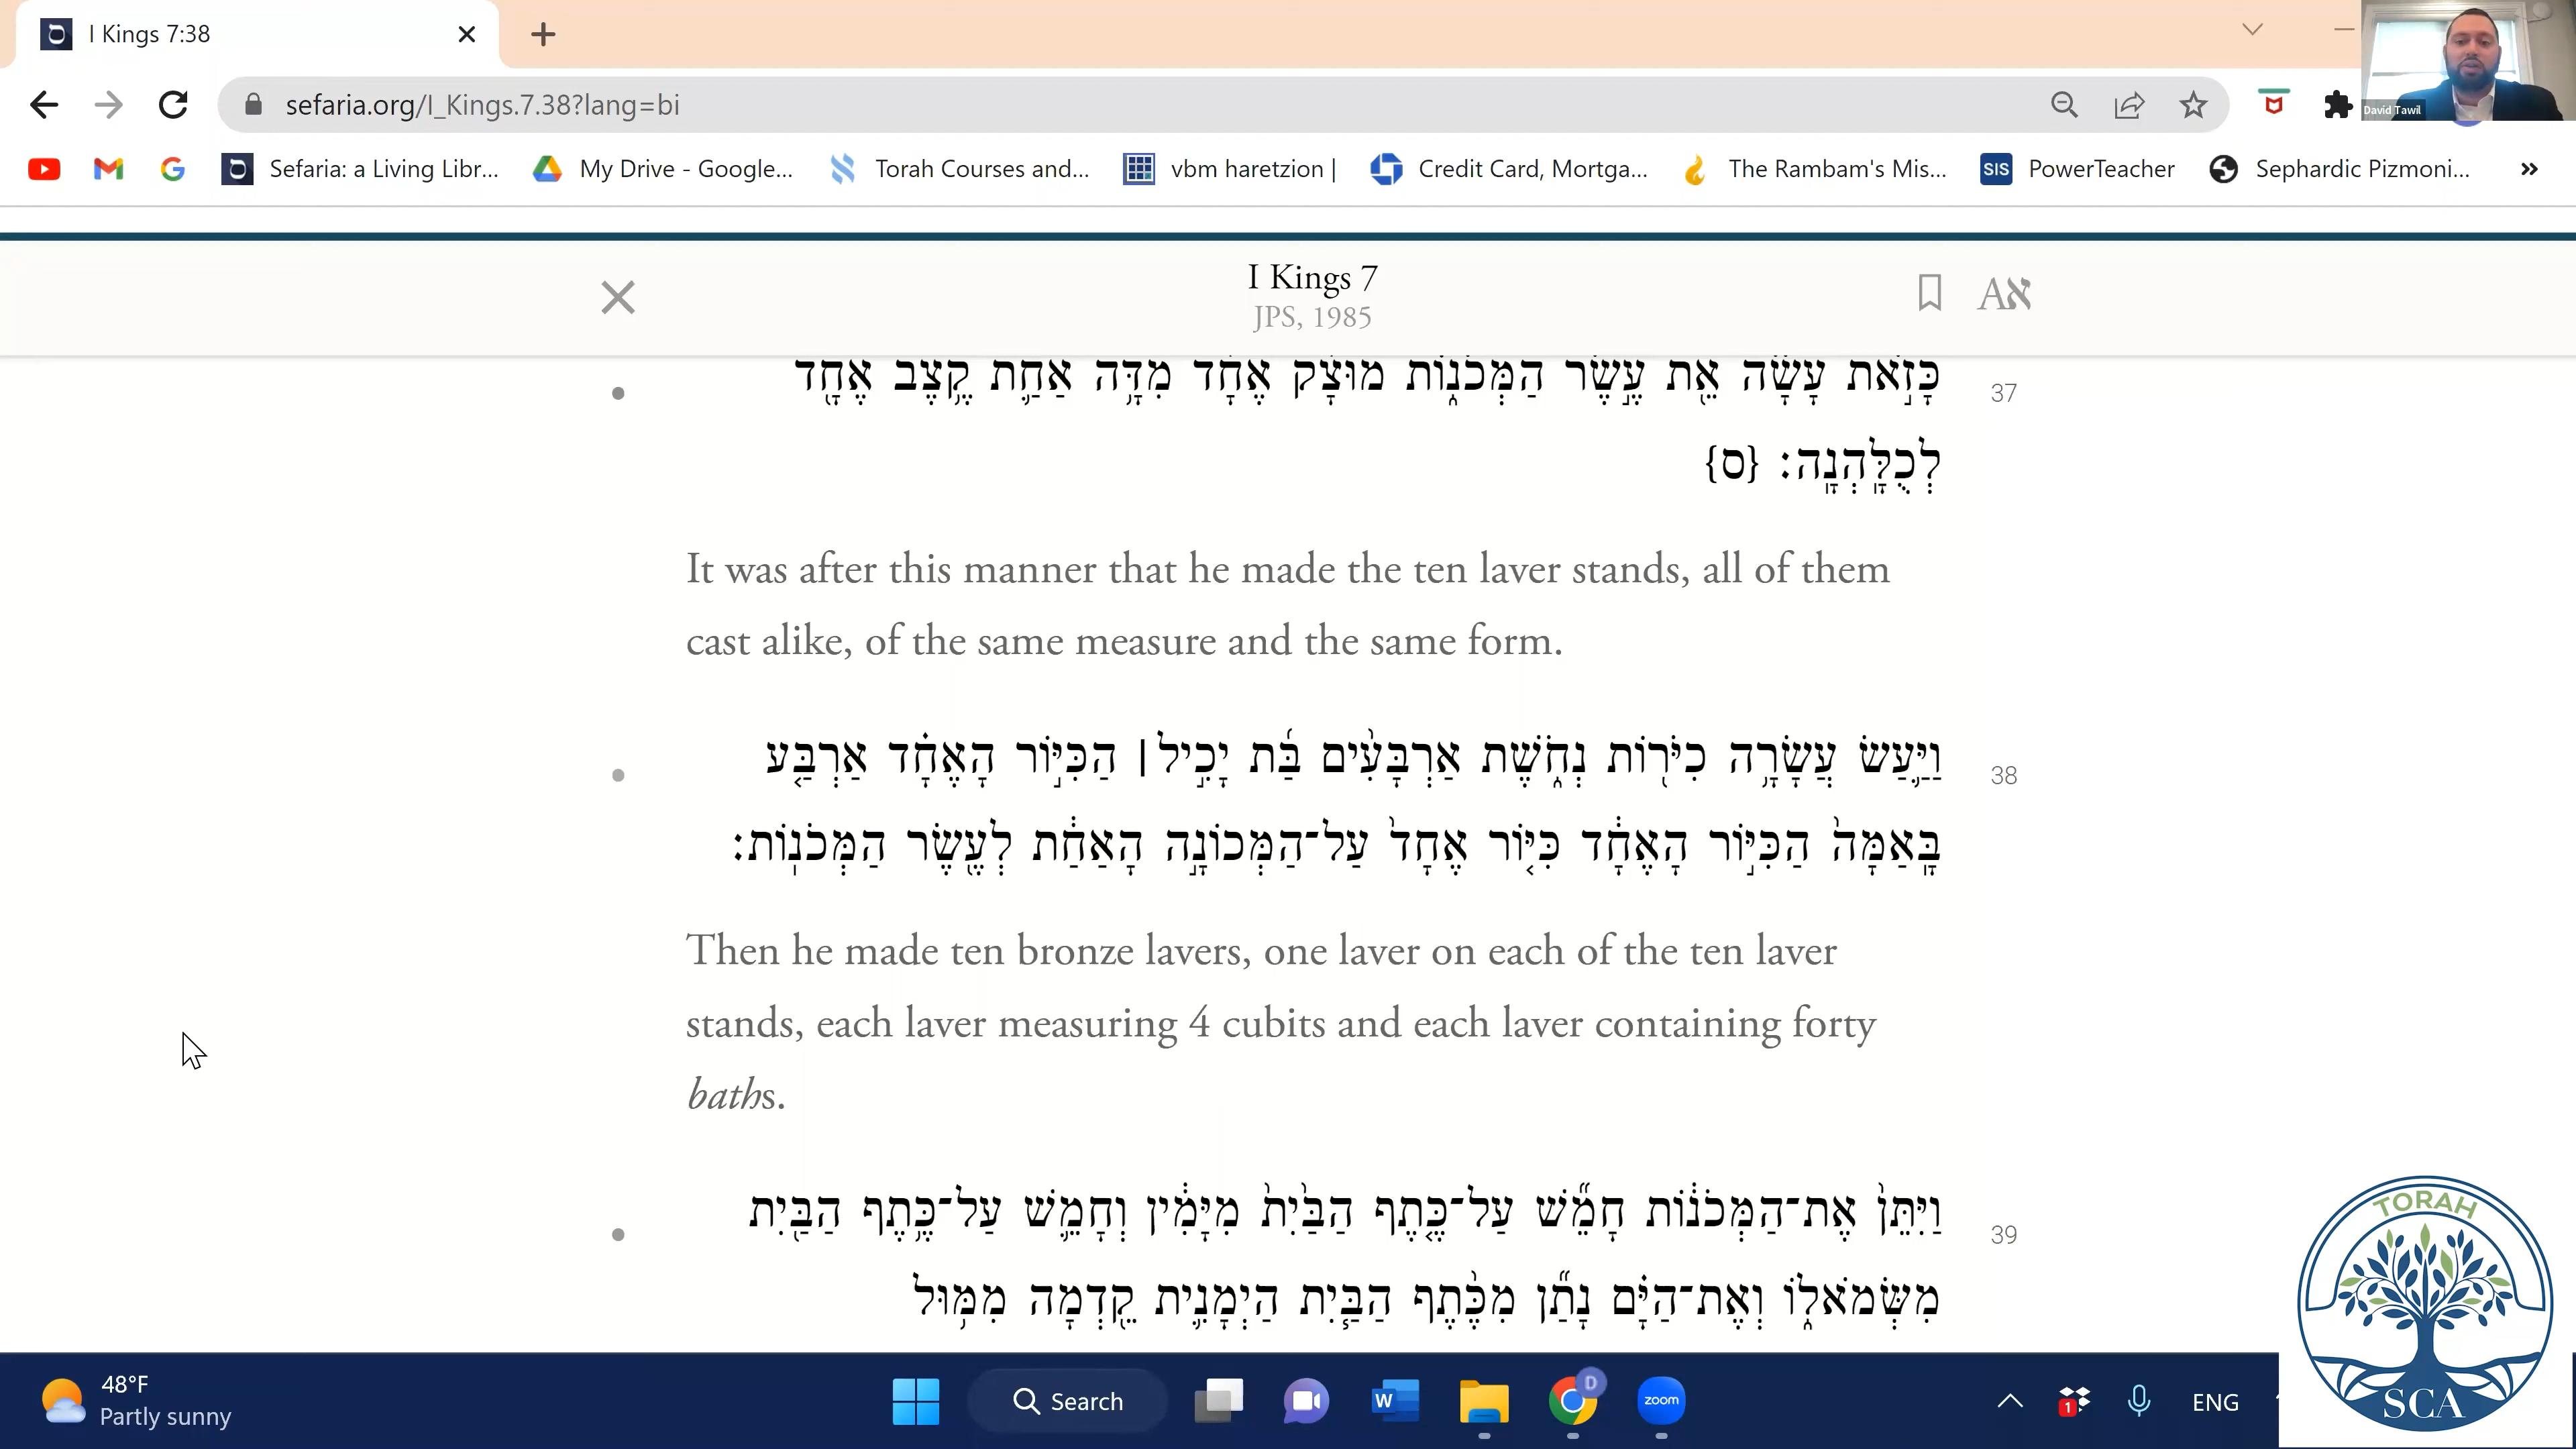 I Kings 7:38
David Tawil
sefaria.org/I_Kings.7.38?lang=bi
Sefaria: a Living Libr... My Drive - Google... Torah Courses and... vbm haretzion | Credit Card, Mortga... The Rambam's Mis... SIS PowerTeacher Sephardic Pizmoni... »
I Kings 7
JPS, 1985
Aא
כָּזֹ֣את עָשָׂ֔ה אֵ֖ת עֶ֣שֶׂר הַמְּכֹנ֑וֹת מוּצָ֨ק אֶחָ֜ד מִדָּ֥ה אַחַ֛ת קֶ֥צֶב אֶחָ֖ד
37
לְכֻלָּֽהְנָֽה׃ {ס}
It was after this manner that he made the ten laver stands, all of them
cast alike, of the same measure and the same form.
וַיַּ֛עַשׂ עֲשָׂרָ֥ה כִיֹּר֖וֹת נְחֹ֑שֶׁת אַרְבָּעִ֨ים בַּ֜ת יָכִ֣יל ׀ הַכִּיּ֣וֹר הָאֶחָ֗ד אַרְבַּ֤ע
38
בָּֽאַמָּה֙ הַכִּיּ֣וֹר הָאֶחָ֔ד כִּיּ֤וֹר אֶחָד֙ עַל־הַמְּכוֹנָ֣ה הָאַחַ֔ת לְעֶ֖שֶׂר הַמְּכֹנֽוֹת׃
Then he made ten bronze lavers, one laver on each of the ten laver
stands, each laver measuring 4 cubits and each laver containing forty
baths.
וַיִּתֵּן֙ אֶת־הַמְּכֹנ֔וֹת חָמֵ֞שׁ עַל־כֶּ֤תֶף הַבַּ֙יִת֙ מִיָּמִ֔ין וְחָמֵ֛שׁ עַל־כֶּ֥תֶף הַבַּ֖יִת
39
מִשְּׂמֹאל֑וֹ וְאֶת־הַיָּ֗ם נָתַ֞ן מִכֶּ֨תֶף הַבַּ֧יִת הַיְמָנִ֛ית קֵ֖דְמָה מִמּ֥וּל
TORAH
SCA
48°F
Partly sunny
Search
W
D
zoom
1
ENG